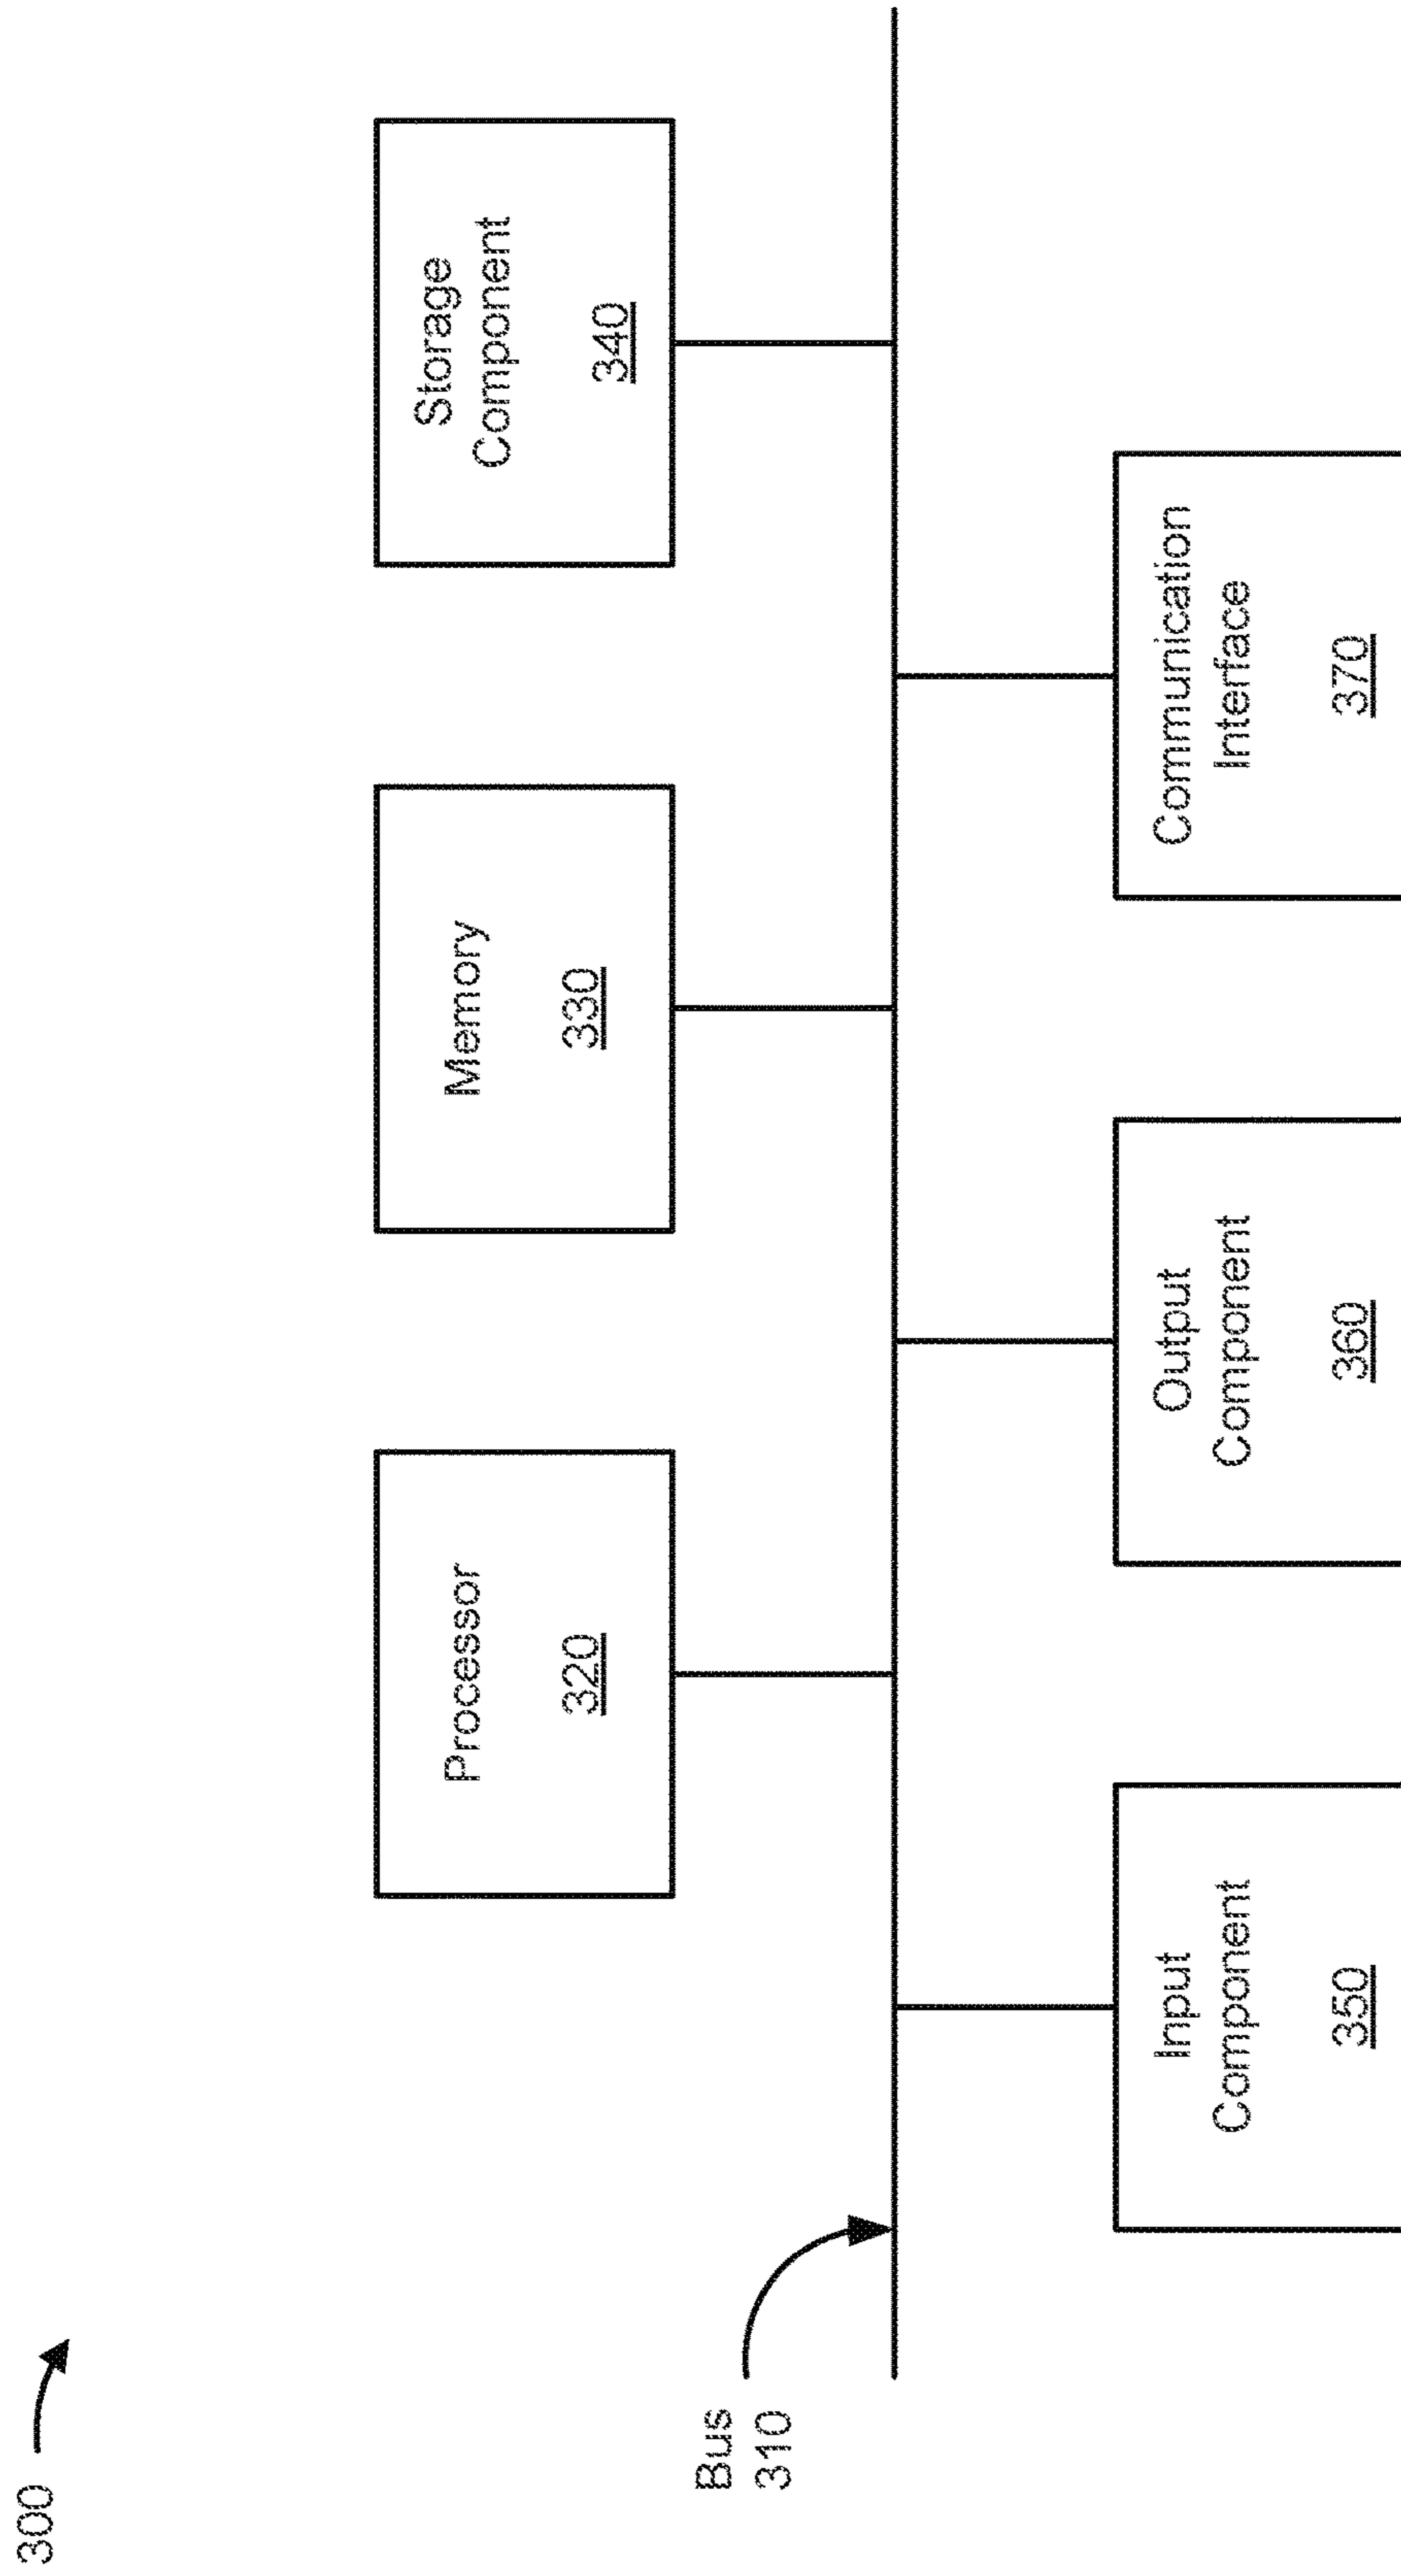 300
Processor
320
Memory
330
Storage
Component
340
Bus
310
Input
Component
350
Output
Component
360
Communication
Interface
370